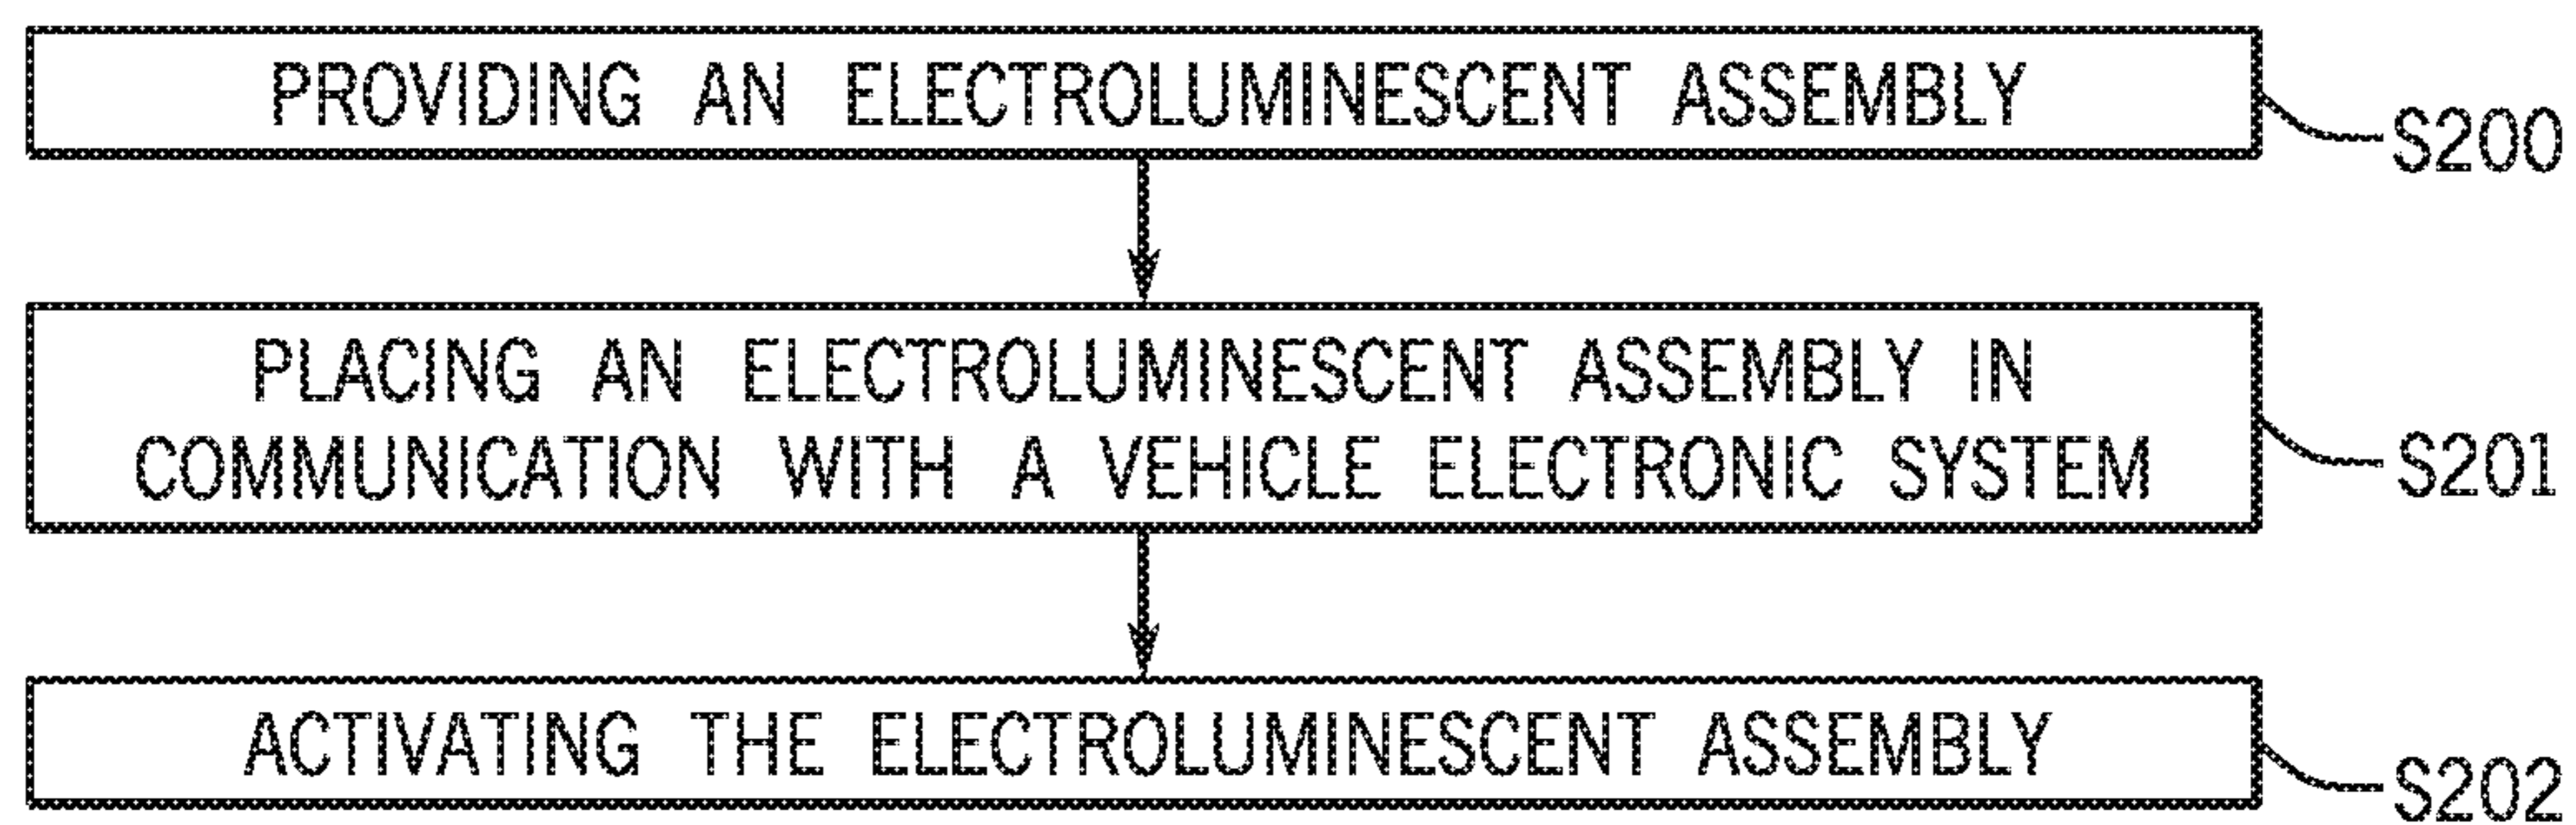 PROVIDING AN ELECTROLUMINESCENT ASSEMBLY
S200
PLACING AN ELECTROLUMINESCENT ASSEMBLY IN
COMMUNICATION WITH A VEHICLE ELECTRONIC SYSTEM
S201
ACTIVATING THE ELECTROLUMINESCENT ASSEMBLY
S202